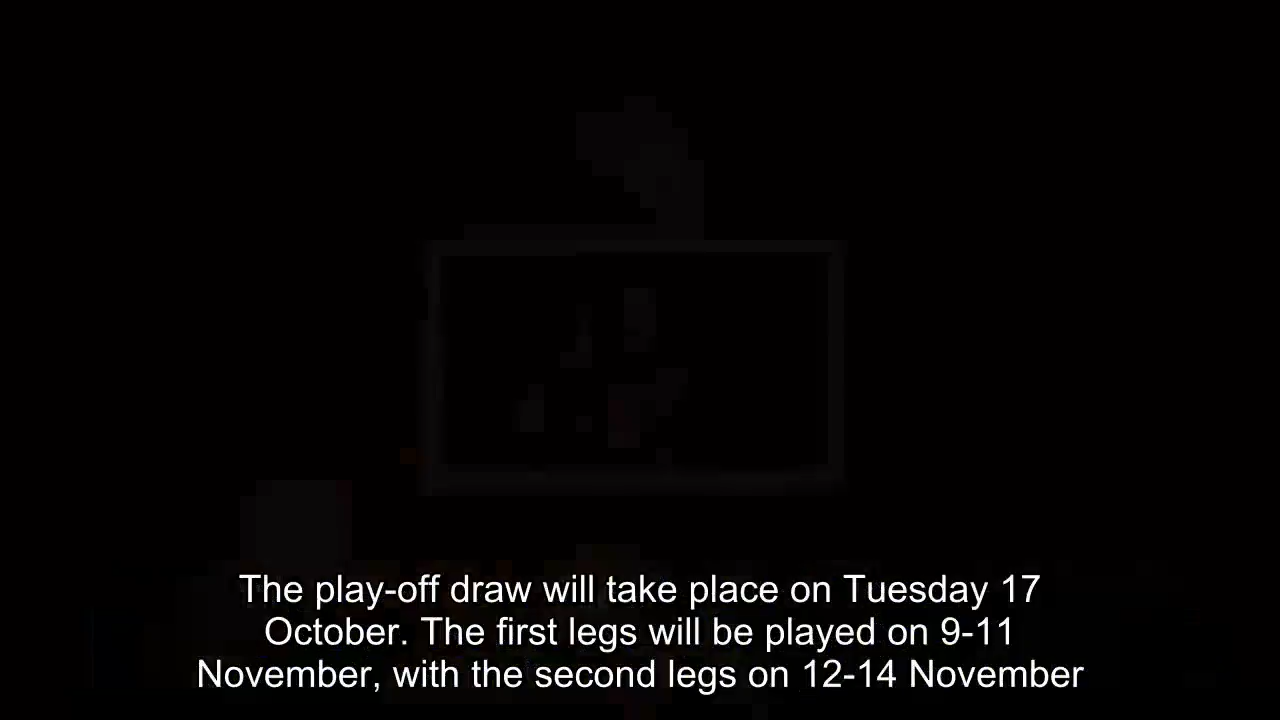 The play-off draw will take place on Tuesday 17
October. The first legs will be played on 9-11
November, with the second legs on 12-14 November